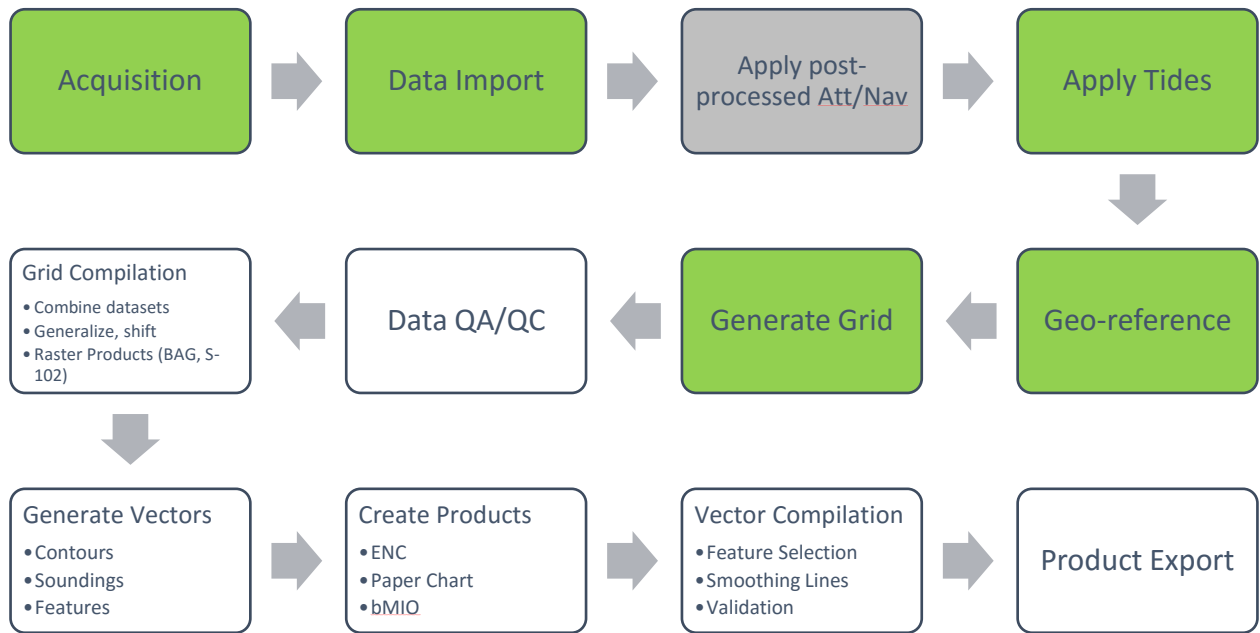 Acquisition
Data Import
Apply post-
processed Att/Nav
Apply Tides
Grid Compilation
• Combine datasets
• Generalize, shift
• Raster Products (BAG, S-
102)
Data QA/QC
Generate Grid
Geo-reference
Generate Vectors
• Contours
• Soundings
• Features
Create Products
• ENC
• Paper Chart
• bMIO
Vector Compilation
• Feature Selection
• Smoothing Lines
• Validation
Product Export